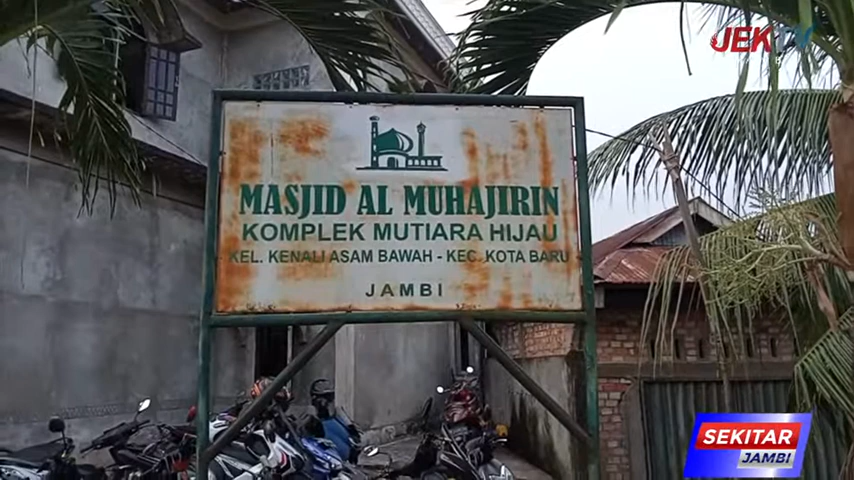 JEKTV
MASJID AL MUHAJIRIN
KOMPLEK MUTIARA HIJAU
KEL. KENALI ASAM BAWAH - KEC. KOTA BARU
JAMBI
SEKITAR
JAMBI